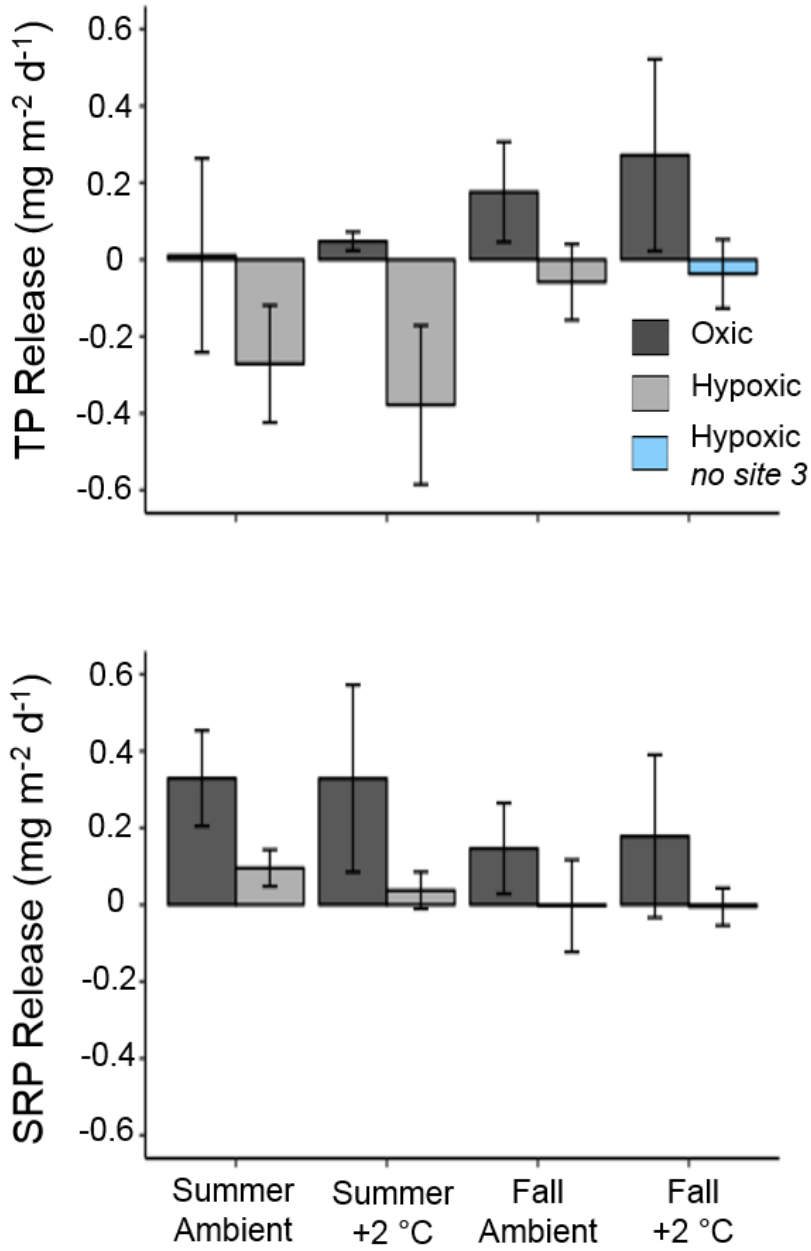 TP Release (mg m-2 d-1)
0.6
0.4
0.2
0
-0.2
-0.4
-0.6
Oxic
Hypoxic
Hypoxic
no site 3
SRP Release (mg m-2 d-1)
0.6
0.4
0.2
0
-0.2
-0.4
-0.6
Summer
Ambient
Summer
+2 °C
Fall
Ambient
Fall
+2 °C